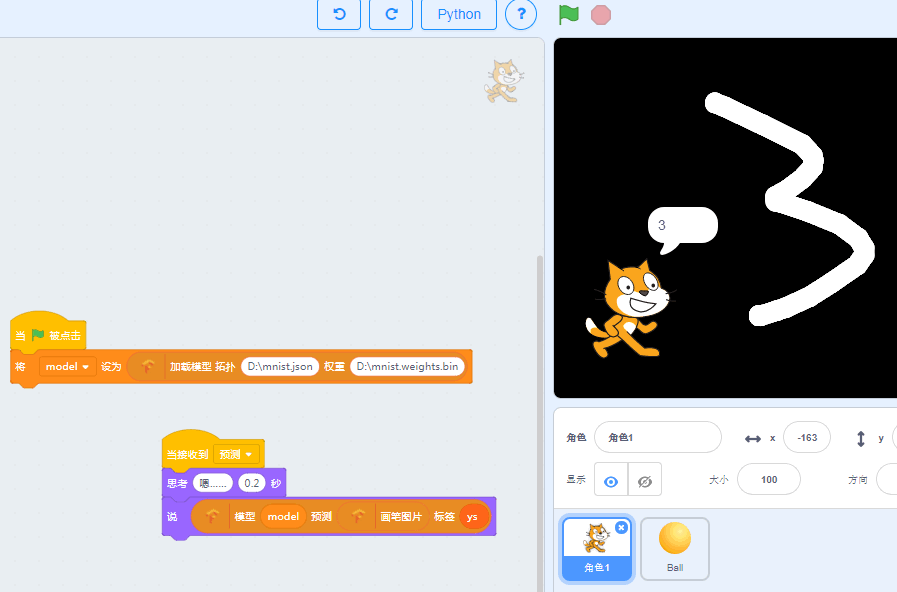 Python ?
3
当 被点击
将 model 设为 加载模型 拓扑 D:\mnist.json 权重 D:\mnist.weights.bin
当接收到 预测
思考 嗯…… 0.2 秒
说 模型 model 预测 画笔图片 标签 ys
角色 角色1 x -163 y
显示 大小 100 方向
角色1 Ball